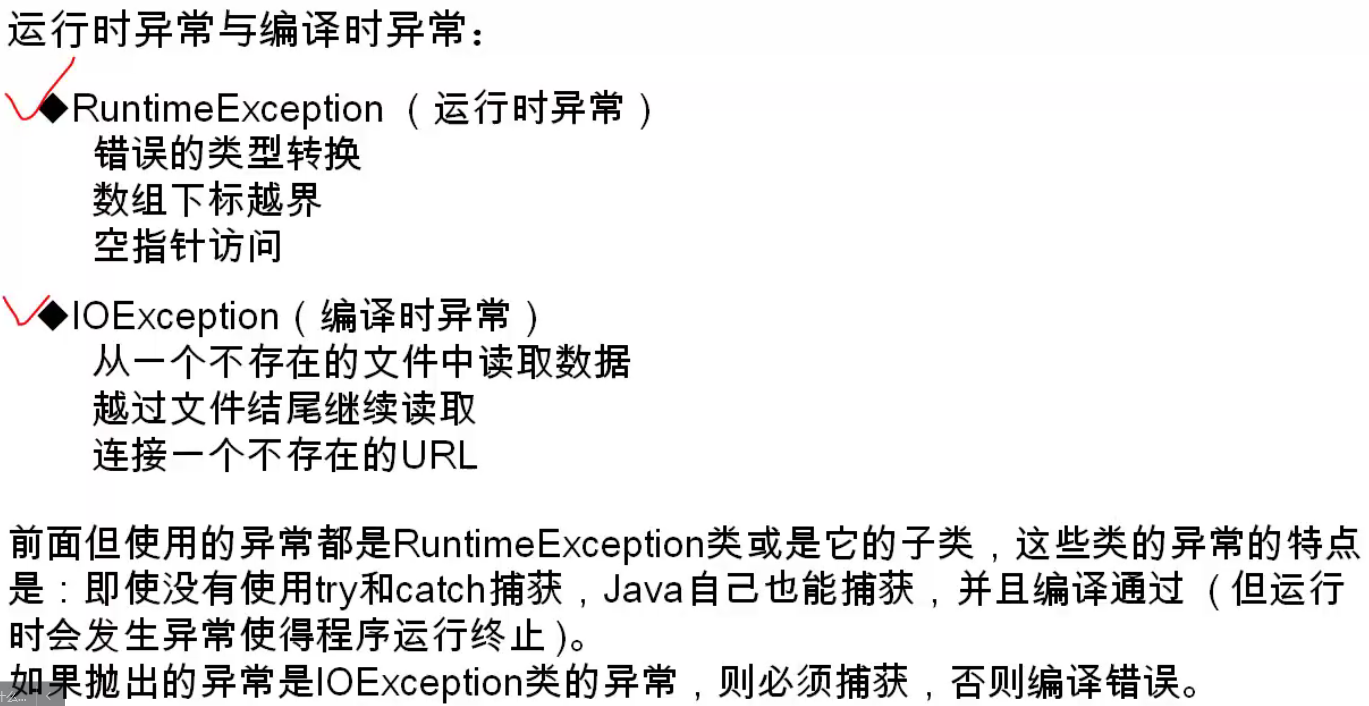 运行时异常与编译时异常：
◆RuntimeException （ 运行时异常 ）
错误的类型转换
数组下标越界
空指针访问
◆IOException（ 编译时异常 ）
从一个不存在的文件中读取数据
越过文件结尾继续读取
连接一个不存在的URL
前面但使用的异常都是RuntimeException类或是它的子类，这些类的异常的特点
是：即使没有使用try和catch捕获，Java自己也能捕获，并且编译通过 （ 但运行
时会发生异常使得程序运行终止 )。
如果抛出的异常是IOException类的异常，则必须捕获，否则编译错误。
什么...